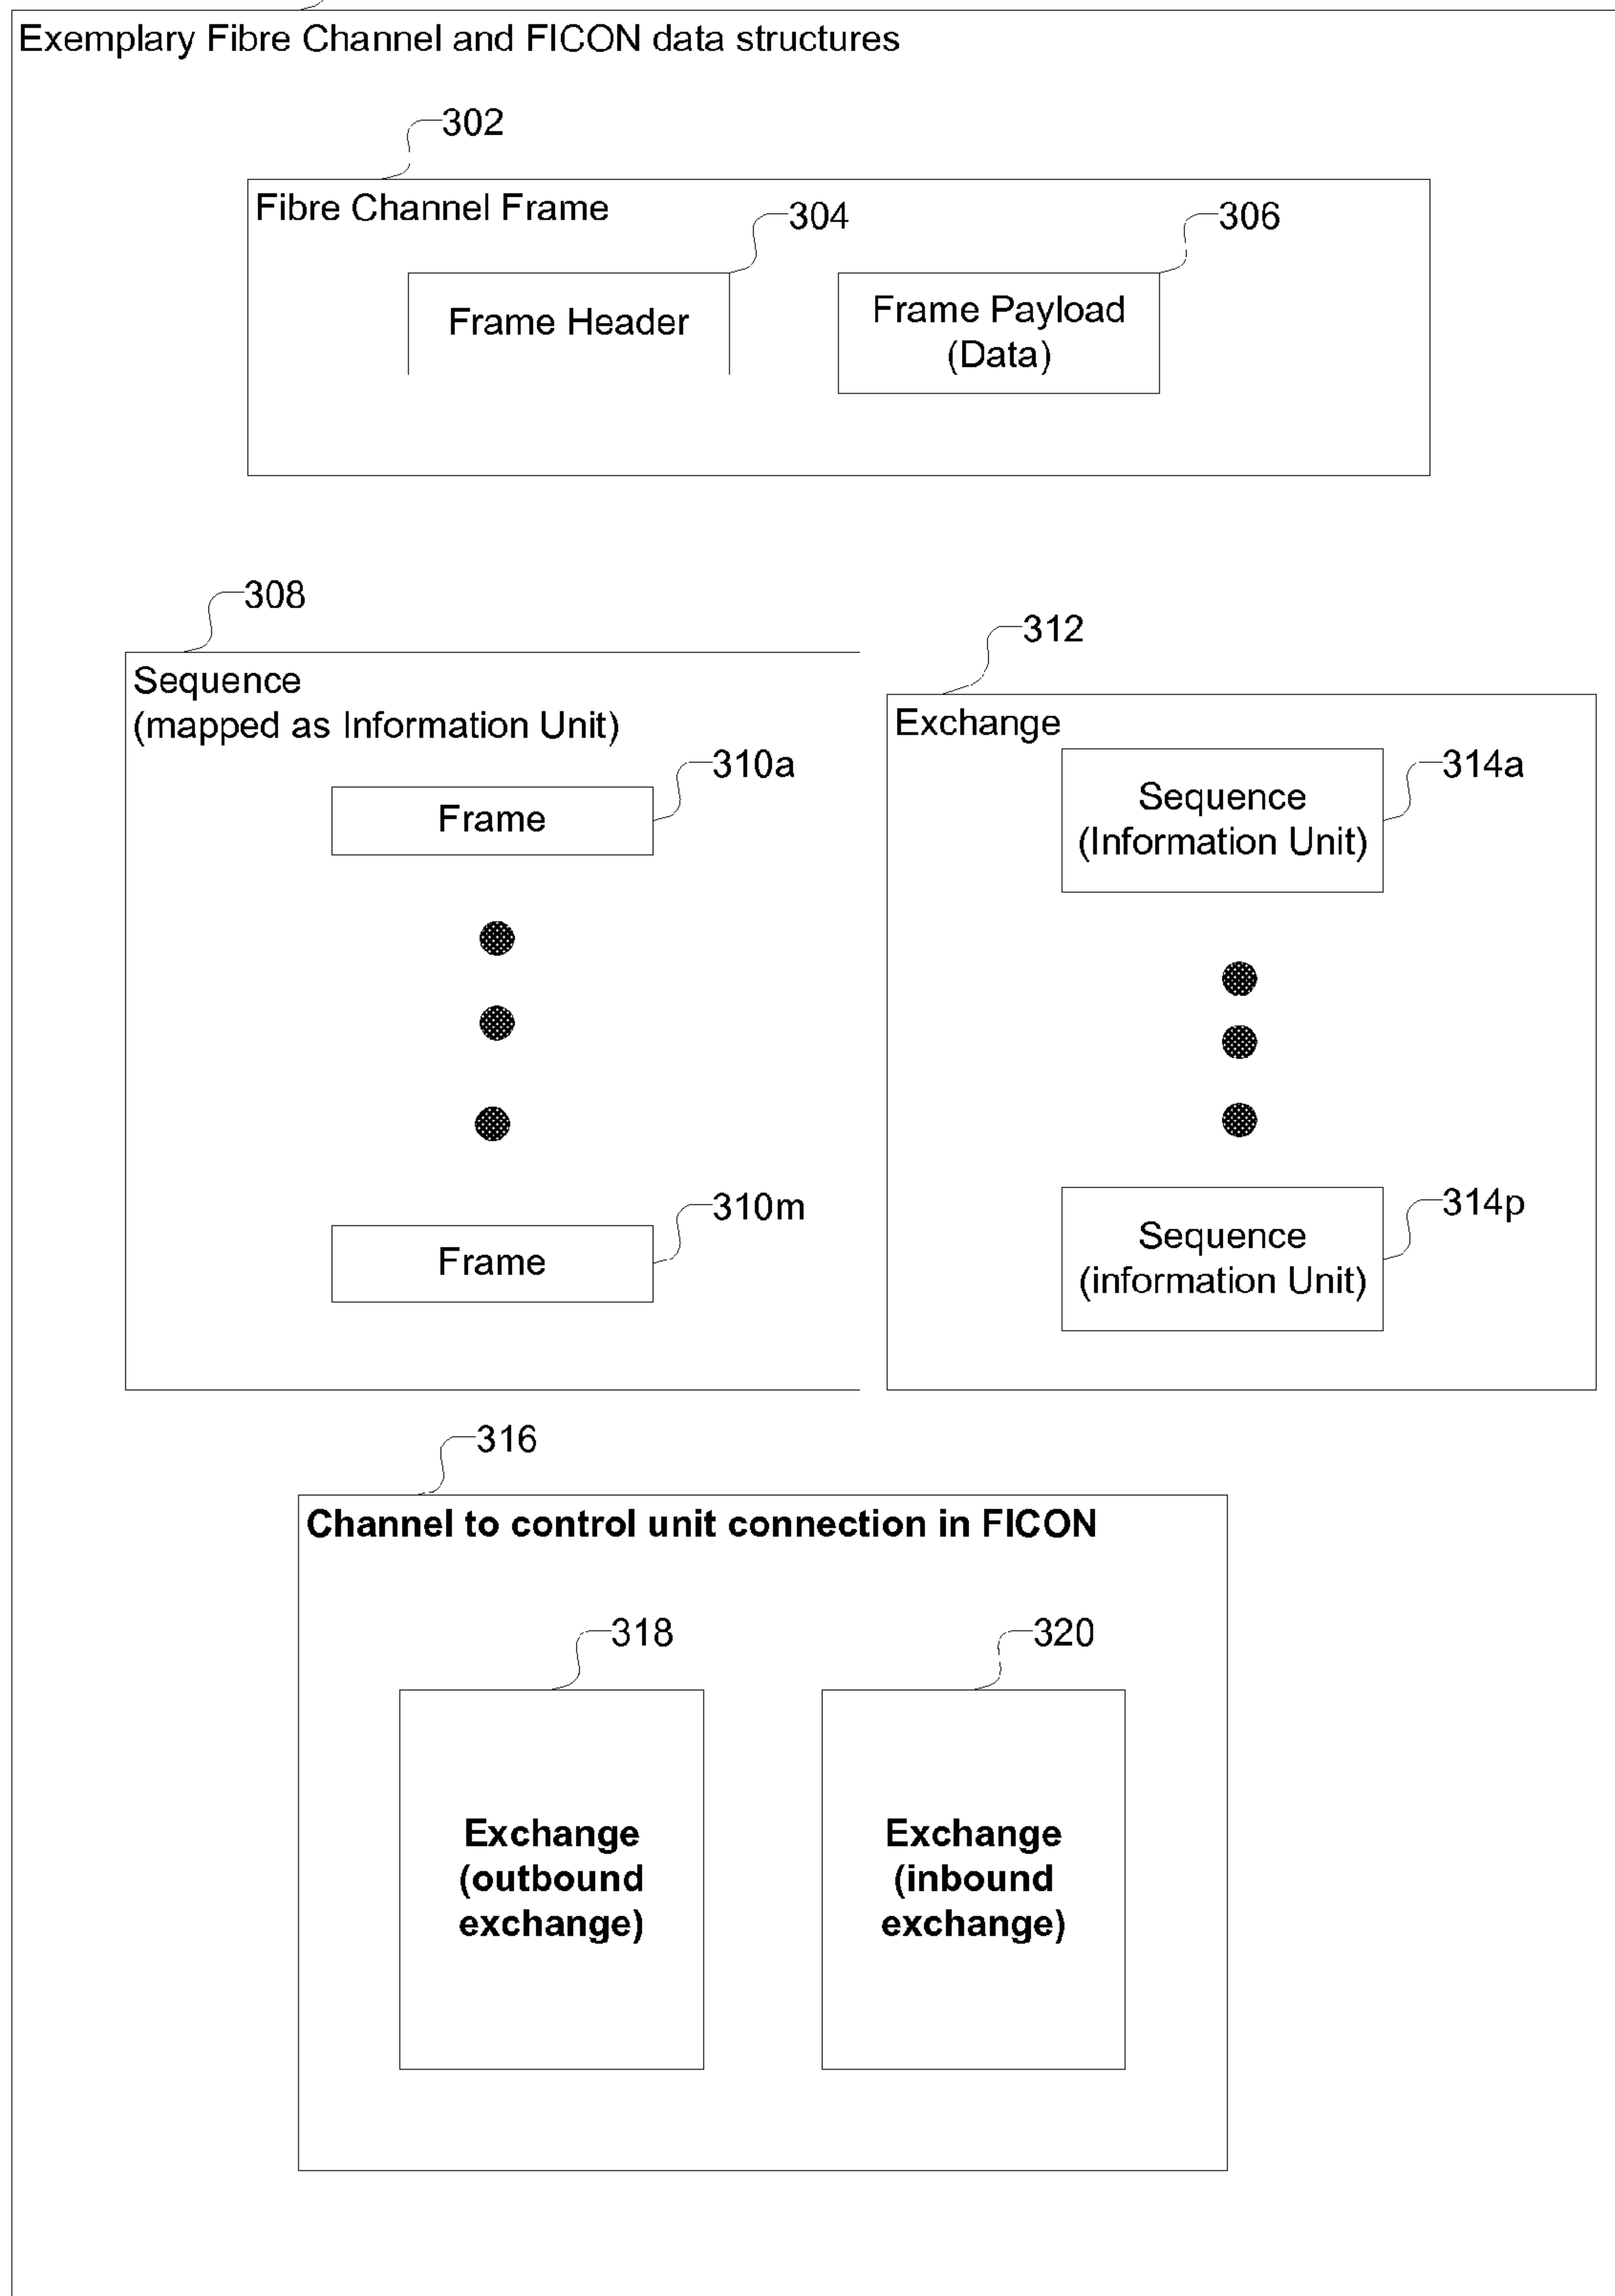 Exemplary Fibre Channel and FICON data structures
302
Fibre Channel Frame
304
306
Frame Header
Frame Payload
(Data)
308
312
Sequence
(mapped as Information Unit)
Exchange
310a
314a
Frame
Sequence
(Information Unit)
310m
314p
Frame
Sequence
(information Unit)
316
Channel to control unit connection in FICON
318
320
Exchange
(outbound
exchange)
Exchange
(inbound
exchange)